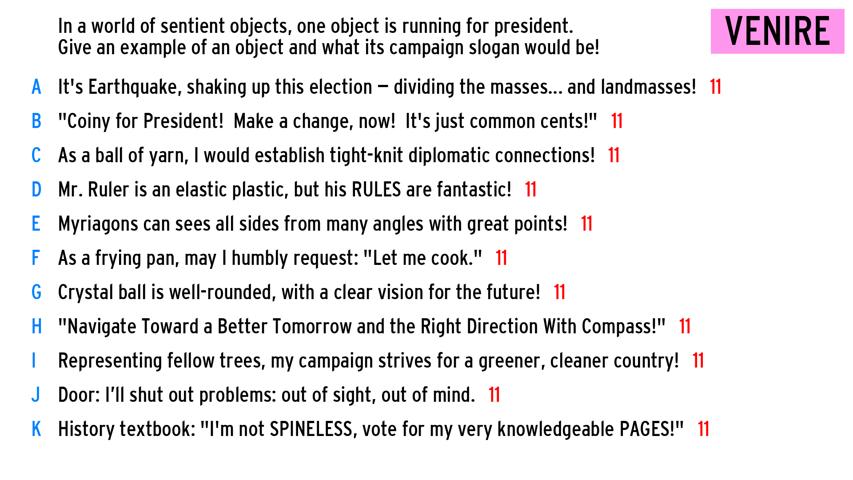 In a world of sentient objects, one object is running for president.
Give an example of an object and what its campaign slogan would be!
VENIRE
A It's Earthquake, shaking up this election – dividing the masses... and landmasses! 11
B "Coiny for President! Make a change, now! It's just common cents!" 11
C As a ball of yarn, I would establish tight-knit diplomatic connections! 11
D Mr. Ruler is an elastic plastic, but his RULES are fantastic! 11
E Myriagons can sees all sides from many angles with great points! 11
F As a frying pan, may I humbly request: "Let me cook." 11
G Crystal ball is well-rounded, with a clear vision for the future! 11
H "Navigate Toward a Better Tomorrow and the Right Direction With Compass!" 11
I Representing fellow trees, my campaign strives for a greener, cleaner country! 11
J Door: I’ll shut out problems: out of sight, out of mind. 11
K History textbook: "I'm not SPINELESS, vote for my very knowledgeable PAGES!" 11